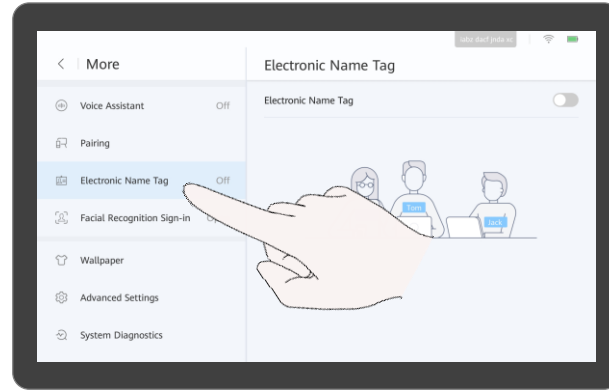 More
Electronic Name Tag
Voice Assistant Off
Electronic Name Tag
Pairing
Electronic Name Tag Off
Facial Recognition Sign-in
Wallpaper
Advanced Settings
System Diagnostics
Tom
Jack